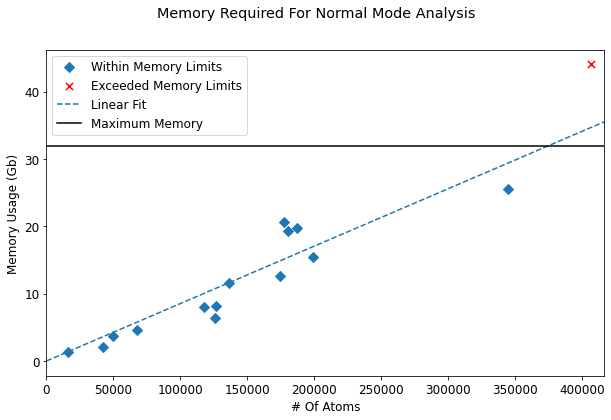 Memory Required For Normal Mode Analysis
Within Memory Limits
Exceeded Memory Limits
Linear Fit
Maximum Memory
Memory Usage (Gb)
40
30
20
10
0
0 50000 100000 150000 200000 250000 300000 350000 400000
# Of Atoms